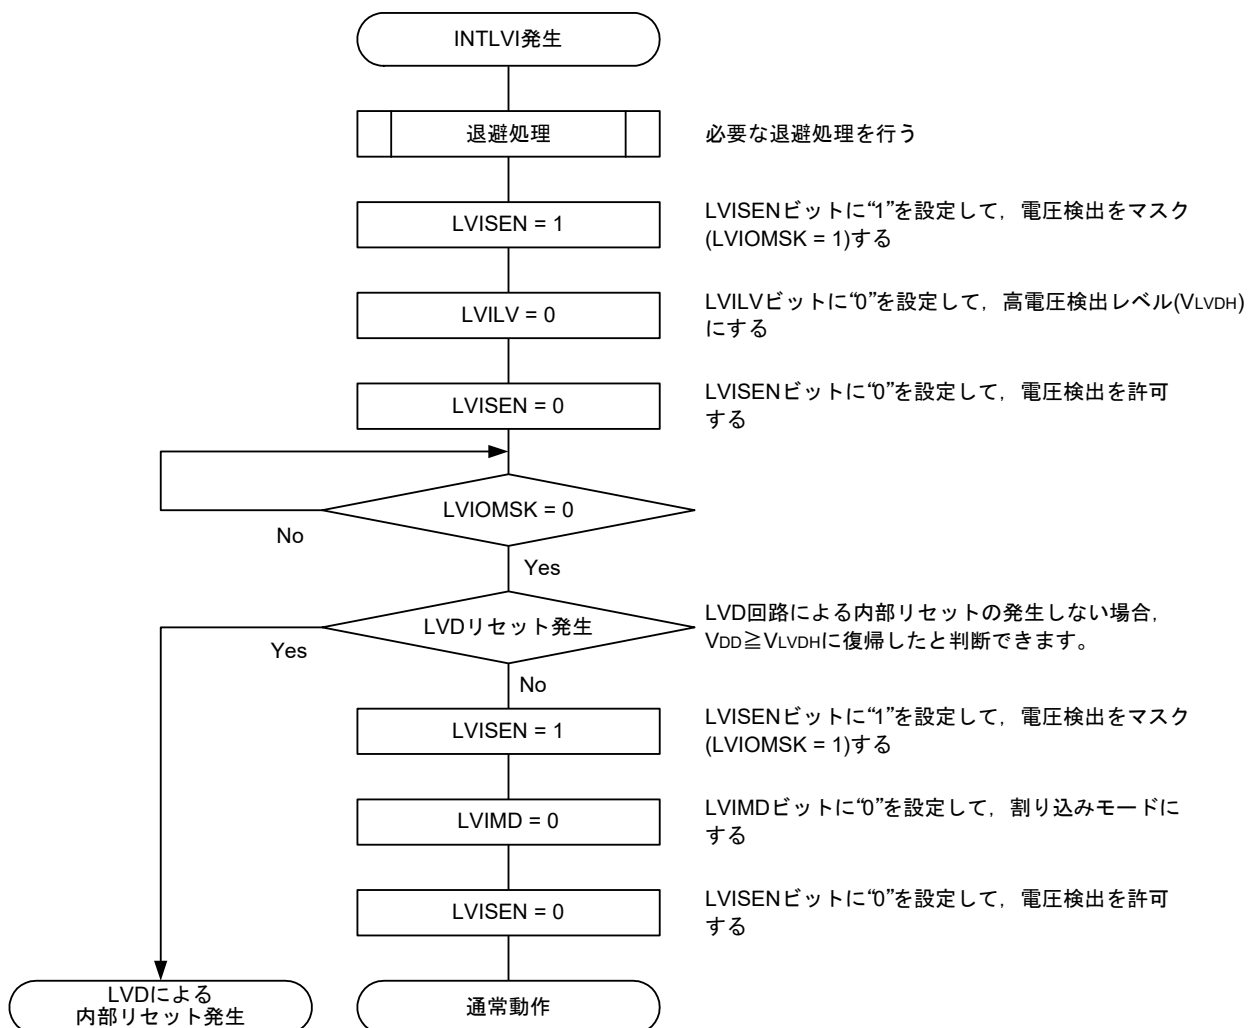 INTLVI発生
退避処理
必要な退避処理を行う
LVISEN = 1
LVISENビットに“1”を設定して，電圧検出をマスク
(LVIOMSK = 1)する
LVILV = 0
LVILVビットに“0”を設定して，高電圧検出レベル(VLVDH)
にする
LVISEN = 0
LVISENビットに“0”を設定して，電圧検出を許可
する
LVIOMSK = 0
No
Yes
LVDリセット発生
LVD回路による内部リセットの発生しない場合，
VDD≧VLVDHに復帰したと判断できます。
Yes
No
LVISEN = 1
LVISENビットに“1”を設定して，電圧検出をマスク
(LVIOMSK = 1)する
LVIMD = 0
LVIMDビットに“0”を設定して，割り込みモードに
する
LVISEN = 0
LVISENビットに“0”を設定して，電圧検出を許可
する
LVDによる
内部リセット発生
通常動作